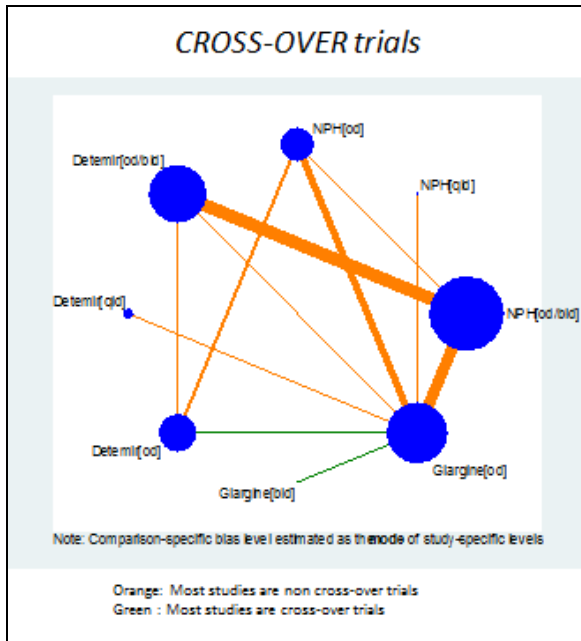 CROSS-OVER trials
NPH[od]
Detemir[od/bid]
NPH[qid]
Detemir[qid]
NPH[od/bid]
Detemir[od]
Glargine[od]
Glargine[bid]
Note: Comparison-specific bias level estimated as the mode of study-specific levels
Orange: Most studies are non cross-over trials
Green : Most studies are cross-over trials